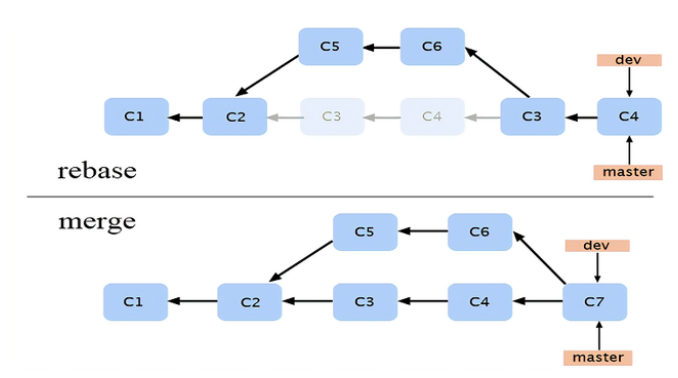 C5 C6
dev
C1 C2 C3 C4 C3 C4
rebase
master
merge
C5 C6
dev
C1 C2 C3 C4 C7
master